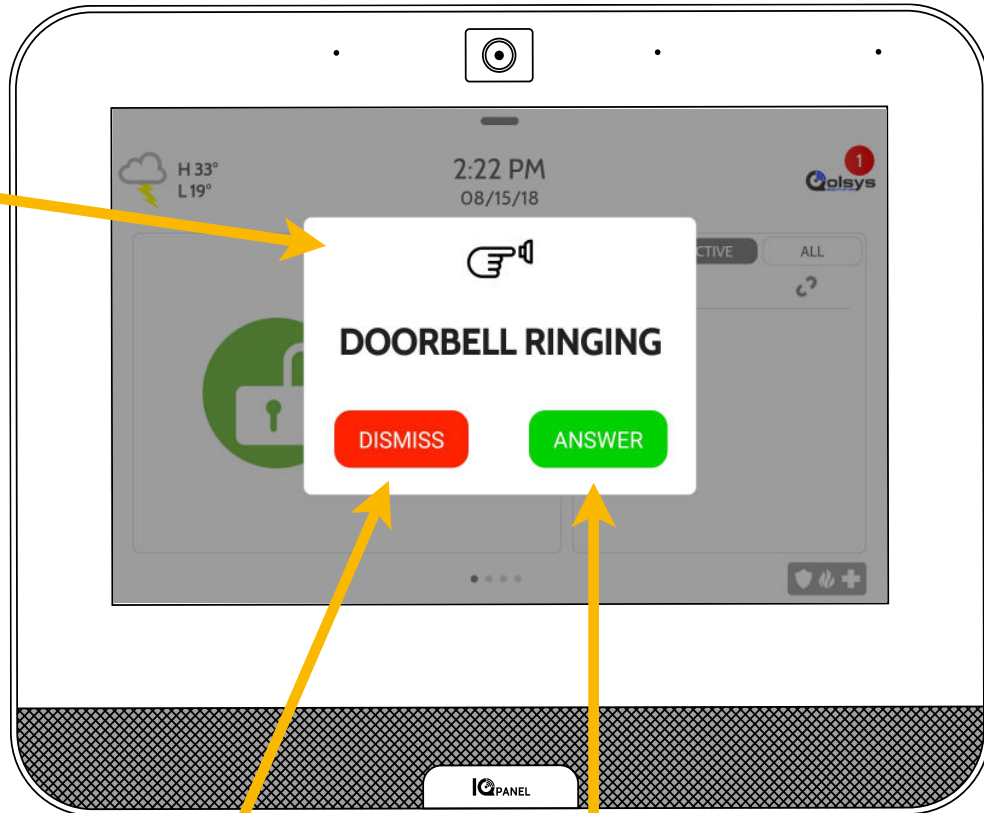 H 33°
L 19°
2:22 PM
08/15/18
1
Qolsys
CTIVE
ALL
DOORBELL RINGING
DISMISS
ANSWER
IQ PANEL